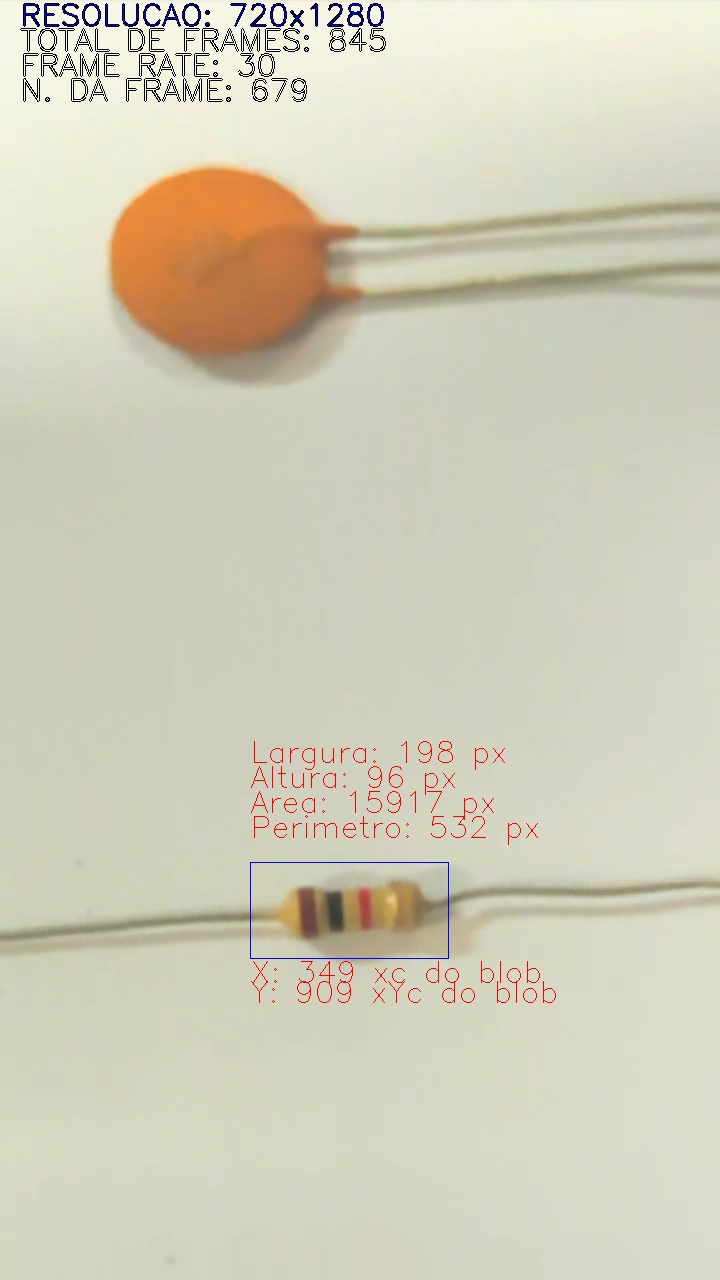 RESOLUCAO: 720x1280
TOTAL DE FRAMES: 845
FRAME RATE: 30
N. DA FRAME: 679
Largura: 198 px
Altura: 96 px
Area: 15917 px
Perimetro: 532 px
X: 349 xc do blob
Y: 909 xYc do blob